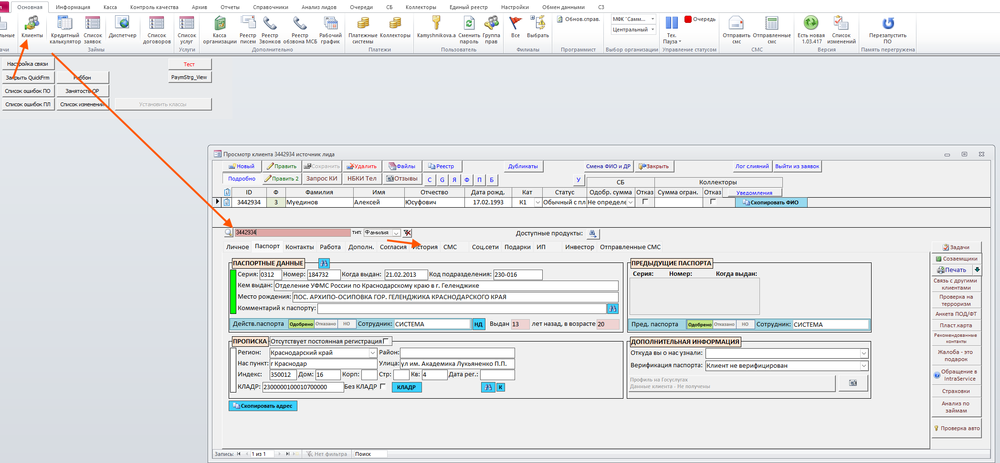 л Основная Информация Касса Контроль качества Архив Отчеты Справочники Анализ лидов Очереди СБ Коллекторы Единый реестр Настройки Обмен данными СЗ
льные Клиенты Кредитный калькулятор Список заявок Диспетчер Список договоров Список услуг Касса организации Реестр писем Реестр Звонков Реестр обзвона МСБ Рабочий график Платежные системы Коллекторы Kamyshnikova.a Сменить пароль Группа прав Все Выбрать Обнов.справ. МФК "Самм... Центральный Тех. Пауза Очередь Отправить смс Отправленные смс Есть новая 1.03.417 Список изменений Перезапустить ПО
ачи Займы Услуги Дополнительно Платежи Пользователь Филиалы Программист Выбор организации Управление статусом СМС Версия Память перегружена
Настройка связи Тест
Закрыть QuickFrm Риббон PaymStrg_View
Список ошибок ПО Занятость ОР
Список ошибок ПЛ Список изменений Установить классы
Просмотр клиента 3442934 источник лида
Новый Править Сохранить Удалить Файлы Реестр Дубликаты Смена ФИО и ДР Закрыть Лог слияний Выйти из заявок
Подробно Править 2 Запрос КИ НБКИ Тел Отзывы С G Я Ф П Б У СБ Коллекторы
ID Ф Фамилия Имя Отчество Дата рожд. Кат Статус Одобр. сумма Отказ Сумма огран. Отказ Уведомления
3442934 3 Муединов Алексей Юсуфович 17.02.1993 К1 Обычный с пл Не определе Скопировать ФИО
3442934 тип: Фамилия Доступные продукты:
Личное Паспорт Контакты Работа Дополн. Согласия История СМС Соц.сети Подарки ИП Инвестор Отправленные СМС
ПАСПОРТНЫЕ ДАННЫЕ
Серия: 0312 Номер: 184732 Когда выдан: 21.02.2013 Код подразделения: 230-016
Кем выдан: Отделение УФМС России по Краснодарскому краю в г. Геленджике
Место рождения: ПОС. АРХИПО-ОСИПОВКА ГОР. ГЕЛЕНДЖИКА КРАСНОДАРСКОГО КРАЯ
Комментарий к паспорту:
Действ.паспорта Одобрено Отказано НО Сотрудник: СИСТЕМА НД Выдан 13 лет назад, в возрасте 20
ПРЕДЫДУЩИЕ ПАСПОРТА
Серия: Номер: Когда выдан:
Пред. паспорта Одобрено Отказано НО Сотрудник: СИСТЕМА
ПРОПИСКА Отсутствует постоянная регистрация
Регион: Краснодарский край Район:
Нас пункт: г Краснодар Улица: ул им. Академика Лукьяненко П.П.
Индекс: 350012 Дом: 16 Корп: Стр: Кв: 4 Дата рег.:
КЛАДР: 2300000100010700000 Без КЛАДР КЛАДР К
Скопировать адрес
ДОПОЛНИТЕЛЬНАЯ ИНФОРМАЦИЯ
Откуда вы о нас узнали:
Верификация паспорта: Клиент не верифицирован
Профиль на Госуслугах
Данные клиента - Не получены
Задачи
Созаемщики
Печать
Связь с другими
клиентами
Проверка на
терроризм
Анкета ПОД/ФТ
Пласт.карта
Рекомендованные
контакты
Жалоба - это
подарок
Обращение в
IntraService
Страховки
Анализ по
займам
Проверка авто
Запись: 1 из 1 Нет фильтра Поиск